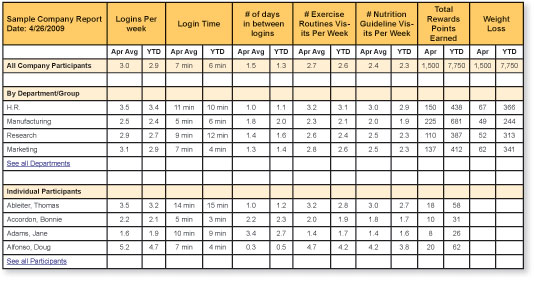 Sample Company Report
Date: 4/26/2009
Logins Per week
Login Time
# of days in between logins
# Exercise Routines Vis-its Per Week
# Nutrition Guideline Vis-its Per Week
Total Rewards Points Earned
Weight Loss
Apr Avg YTD Apr Avg YTD Apr Avg YTD Apr Avg YTD Apr Avg YTD Apr YTD Apr Avg YTD
All Company Participants 3.0 2.9 7 min 6 min 1.5 1.3 2.7 2.6 2.4 2.3 1,500 7,750 1,500 7,750
By Department/Group
H.R. 3.5 3.4 11 min 10 min 1.0 1.1 3.2 3.1 3.0 2.9 150 438 67 366
Manufacturing 2.5 2.4 5 min 6 min 1.8 2.0 2.3 2.1 2.0 1.9 225 681 49 244
Research 2.9 2.7 9 min 12 min 1.4 1.6 2.6 2.4 2.5 2.3 110 387 52 313
Marketing 3.1 2.9 7 min 4 min 1.3 1.4 2.8 2.6 2.5 2.3 137 412 62 341
See all Departments
Individual Participants
Ableiter, Thomas 3.5 3.2 14 min 15 min 1.0 1.2 3.2 2.8 3.0 2.7 18 58
Accordon, Bonnie 2.2 2.1 5 min 3 min 2.2 2.3 2.0 1.9 1.8 1.7 10 31
Adams, Jane 1.6 1.9 10 min 9 min 3.4 2.7 1.4 1.7 1.4 1.6 8 26
Alfonso, Doug 5.2 4.7 7 min 4 min 0.3 0.5 4.7 4.2 4.2 3.8 20 62
See all Participants